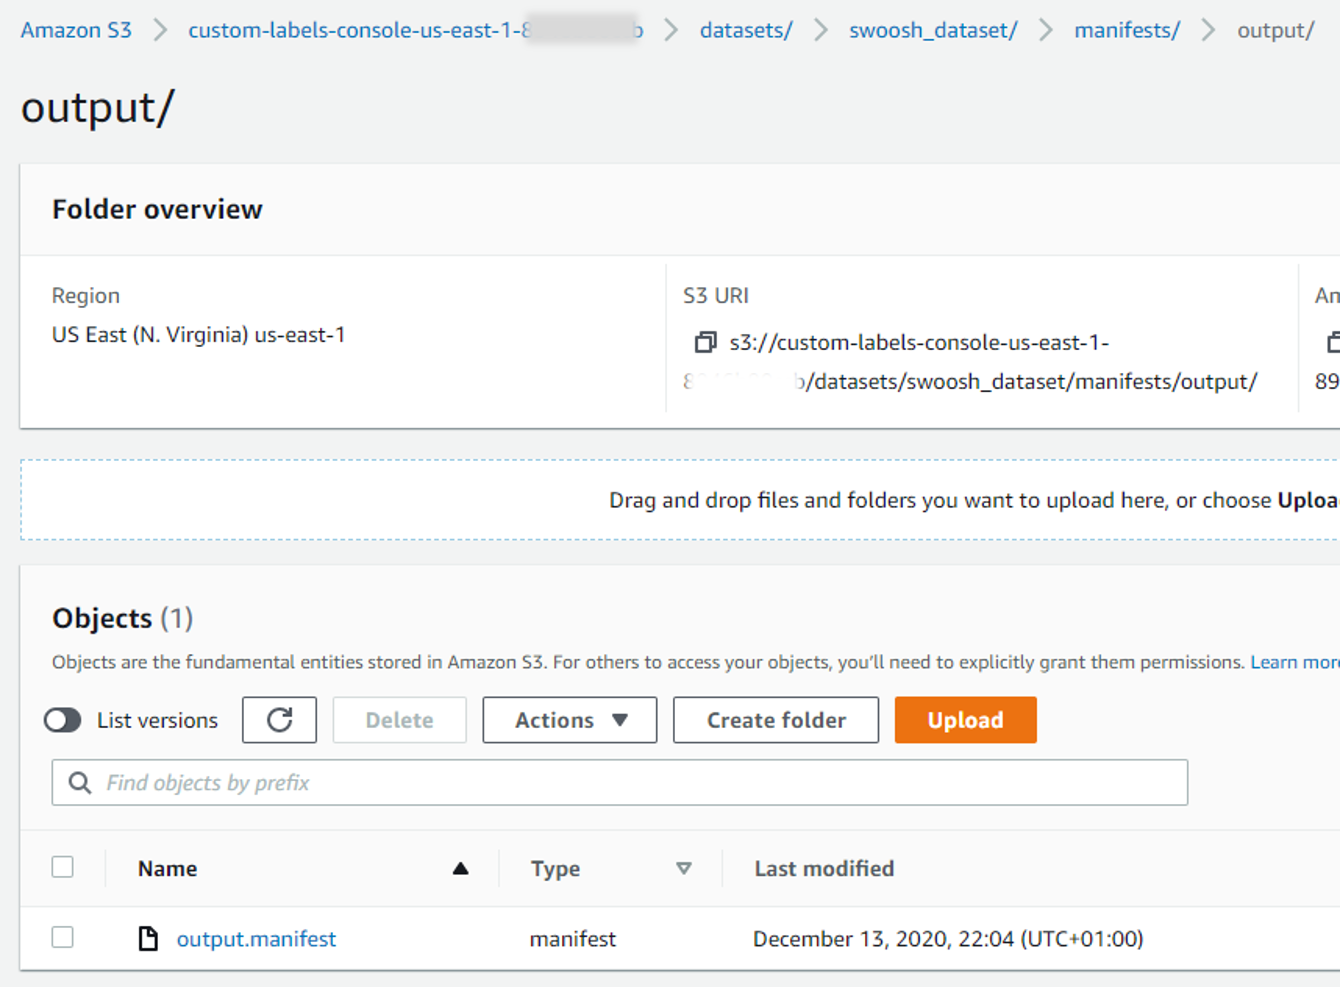 Amazon S3 > custom-labels-console-us-east-1-8 b > datasets/ > swoosh_dataset/ > manifests/ > output/
output/
Folder overview
Region
US East (N. Virginia) us-east-1
S3 URI
s3://custom-labels-console-us-east-1-
8 b/datasets/swoosh_dataset/manifests/output/
Am
89
Drag and drop files and folders you want to upload here, or choose Uploa
Objects (1)
Objects are the fundamental entities stored in Amazon S3. For others to access your objects, you'll need to explicitly grant them permissions. Learn more
List versions Delete Actions Create folder Upload
Find objects by prefix
Name Type Last modified
output.manifest manifest December 13, 2020, 22:04 (UTC+01:00)